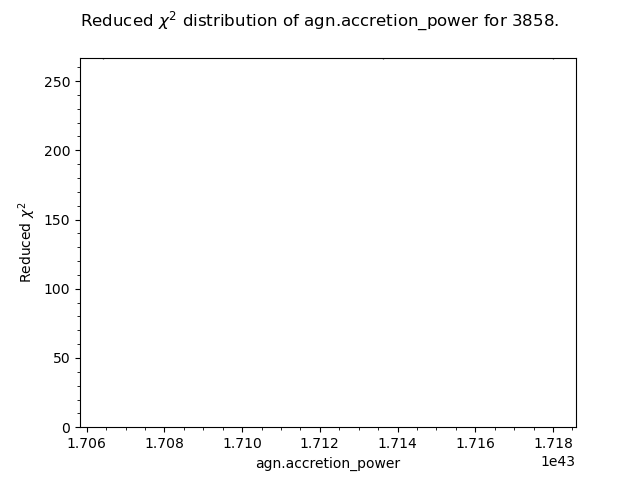 Reduced χ² distribution of agn.accretion_power for 3858.
250
200
150
100
50
0
Reduced χ²
1.706 1.708 1.710 1.712 1.714 1.716 1.718
1e43
agn.accretion_power